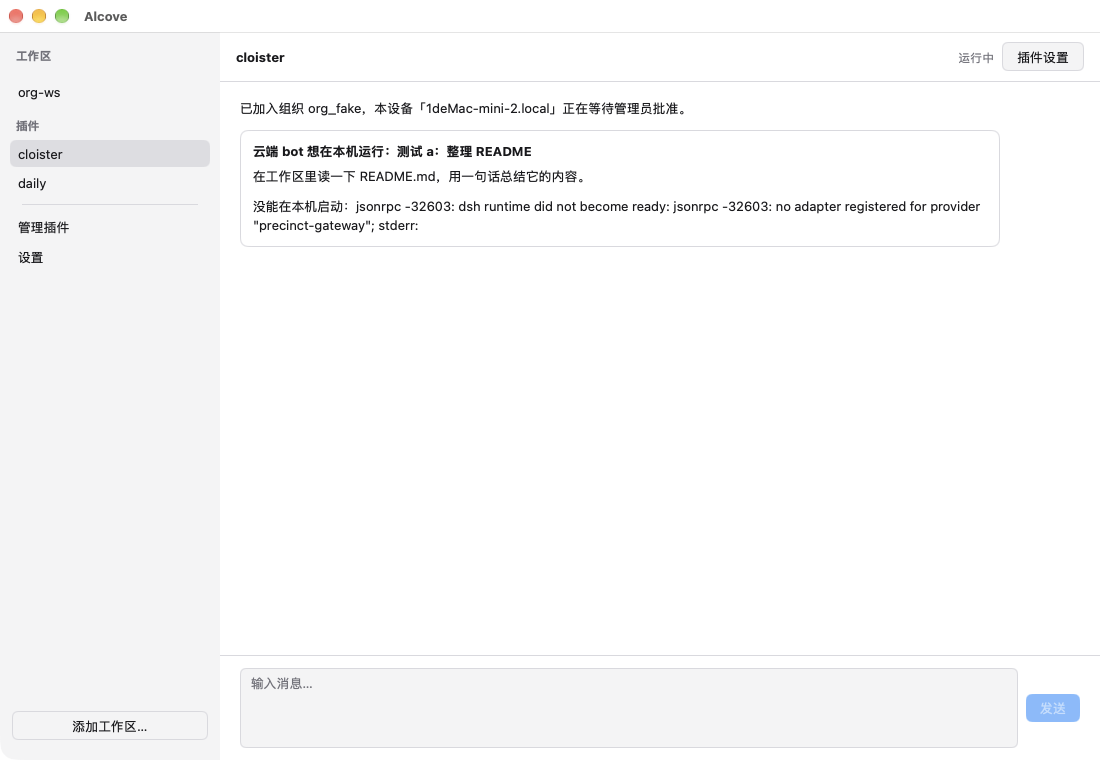 Alcove
工作区
org-ws
插件
cloister
daily
管理插件
设置
添加工作区...
cloister
运行中
插件设置
已加入组织 org_fake，本设备「1deMac-mini-2.local」正在等待管理员批准。
云端 bot 想在本机运行：测试 a：整理 README
在工作区里读一下 README.md，用一句话总结它的内容。
没能在本机启动：jsonrpc -32603: dsh runtime did not become ready: jsonrpc -32603: no adapter registered for provider
"precinct-gateway"; stderr:
输入消息...
发送